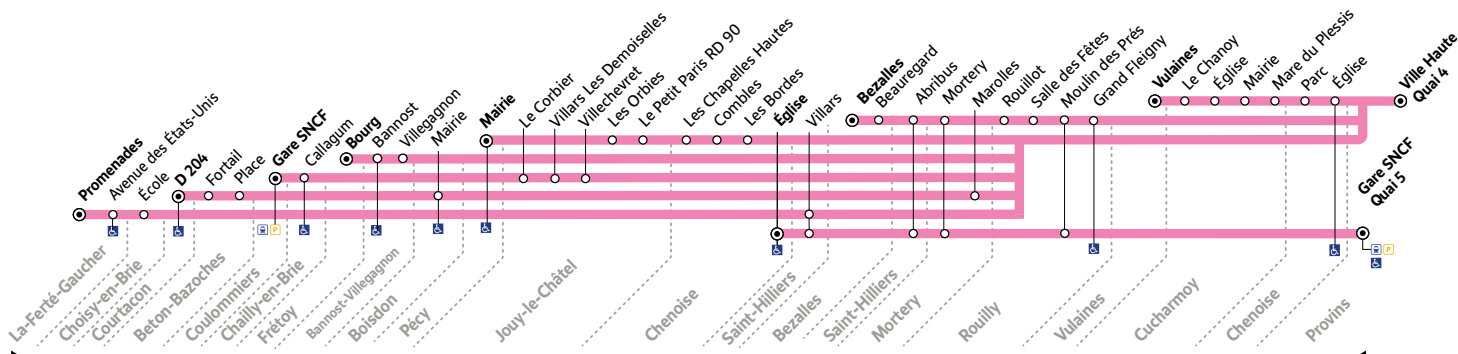 Promenades
Avenue des États-Unis
École
D 204
Fortail
Place
Gare SNCF
Callagum
Bourg
Bannost
Villegagnon
Mairie
Mairie
Le Corbier
Villars Les Demoiselles
Villechevret
Les Orbies
Le Petit Paris RD 90
Les Chapelles Hautes
Combles
Les Bordes
Église
Villars
Bezalles
Beauregard
Abribus
Mortery
Marolles
Rouillot
Salle des Fêtes
Moulin des Prés
Grand Fleigny
Vulaines
Le Chanoy
Église
Mairie
Mare du Plessis
Parc
Église
Ville Haute
Quai 4
Gare SNCF
Quai 5
P
P
La-Ferté-Gaucher
Choisy-en-Brie
Courtacon
Beton-Bazoches
Coulommiers
Chailly-en-Brie
Frétoy
Bannost-Villegagnon
Boisdon
Pécy
Jouy-le-Châtel
Chenoise
Saint-Hilliers
Bezalles
Saint-Hilliers
Mortery
Rouilly
Vulaines
Cucharmoy
Chenoise
Provins